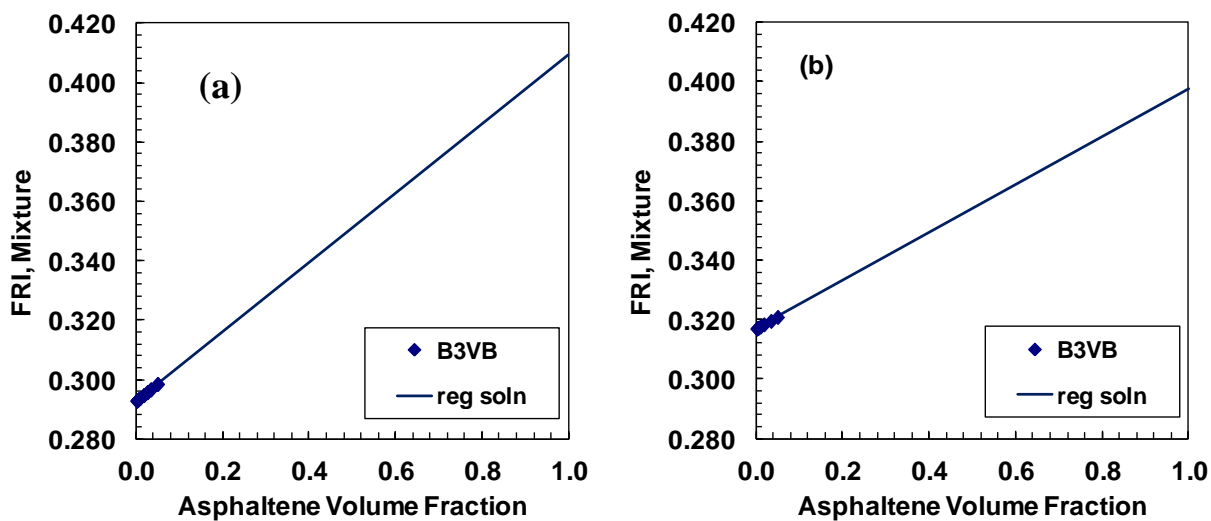 (a)
FRI, Mixture
0.420
0.400
0.380
0.360
0.340
0.320
0.300
0.280
0.0 0.2 0.4 0.6 0.8 1.0
Asphaltene Volume Fraction
B3VB
reg soln
(b)
FRI, Mixture
0.420
0.400
0.380
0.360
0.340
0.320
0.300
0.280
0.0 0.2 0.4 0.6 0.8 1.0
Asphaltene Volume Fraction
B3VB
reg soln